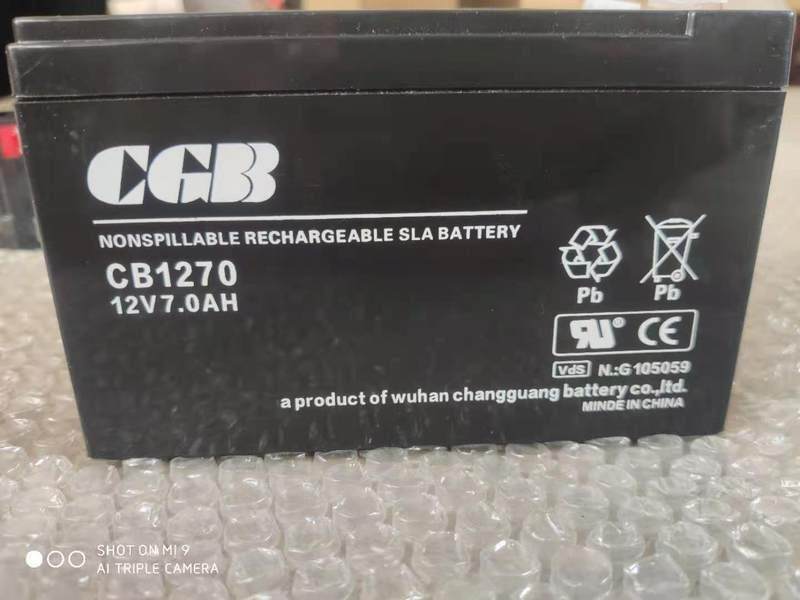 CGB
NONSPILLABLE RECHARGEABLE SLA BATTERY
CB1270
12V7.0AH
Pb Pb
RU® CE
VdS N.:G105059
a product of wuhan changguang battery co.,ltd.
MINDE IN CHINA
SHOT ON MI 9
AI TRIPLE CAMERA